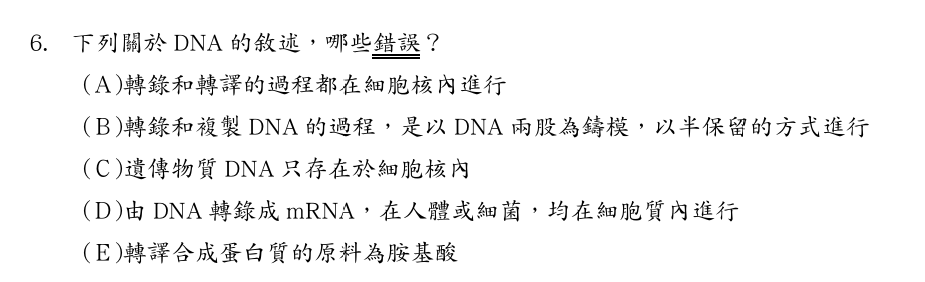 6. 下列關於 DNA 的敘述，哪些錯誤？
(A)轉錄和轉譯的過程都在細胞核內進行
(B)轉錄和複製 DNA 的過程，是以 DNA 兩股為鑄模，以半保留的方式進行
(C)遺傳物質 DNA 只存在於細胞核內
(D)由 DNA 轉錄成 mRNA，在人體或細菌，均在細胞質內進行
(E)轉譯合成蛋白質的原料為胺基酸